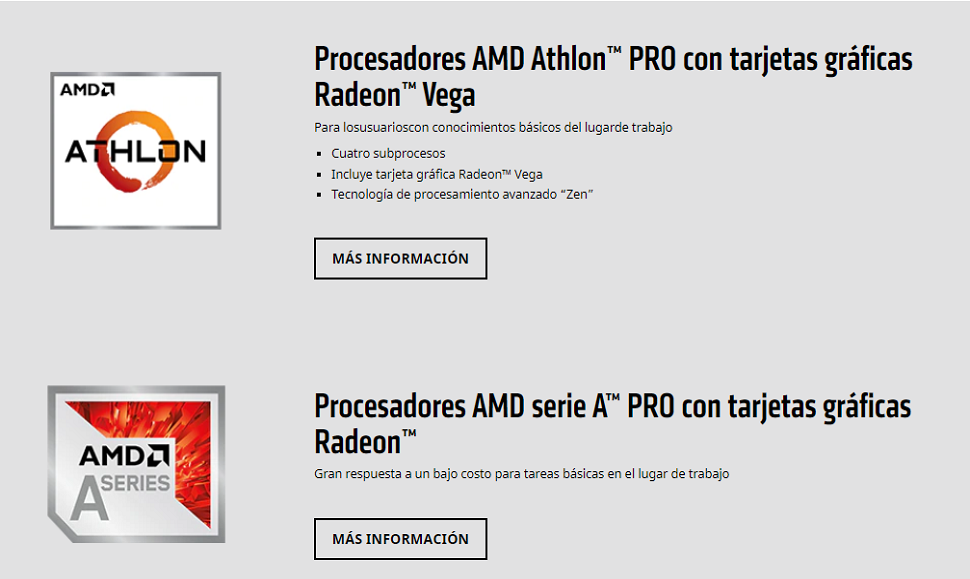 Procesadores AMD Athlon™ PRO con tarjetas gráficas
Radeon™ Vega
AMD
ATHLON
Para losusuarioscon conocimientos básicos del lugarde trabajo
▪ Cuatro subprocesos
▪ Incluye tarjeta gráfica Radeon™ Vega
▪ Tecnología de procesamiento avanzado “Zen”
MÁS INFORMACIÓN
Procesadores AMD serie A™ PRO con tarjetas gráficas
Radeon™
AMD
A SERIES
Gran respuesta a un bajo costo para tareas básicas en el lugar de trabajo
MÁS INFORMACIÓN